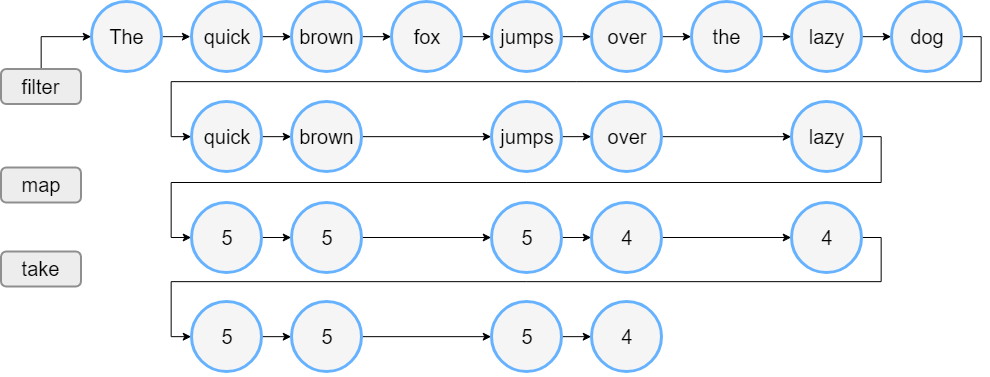 The quick brown fox jumps over the lazy dog
filter
quick brown jumps over lazy
map
5 5 5 4 4
take
5 5 5 4